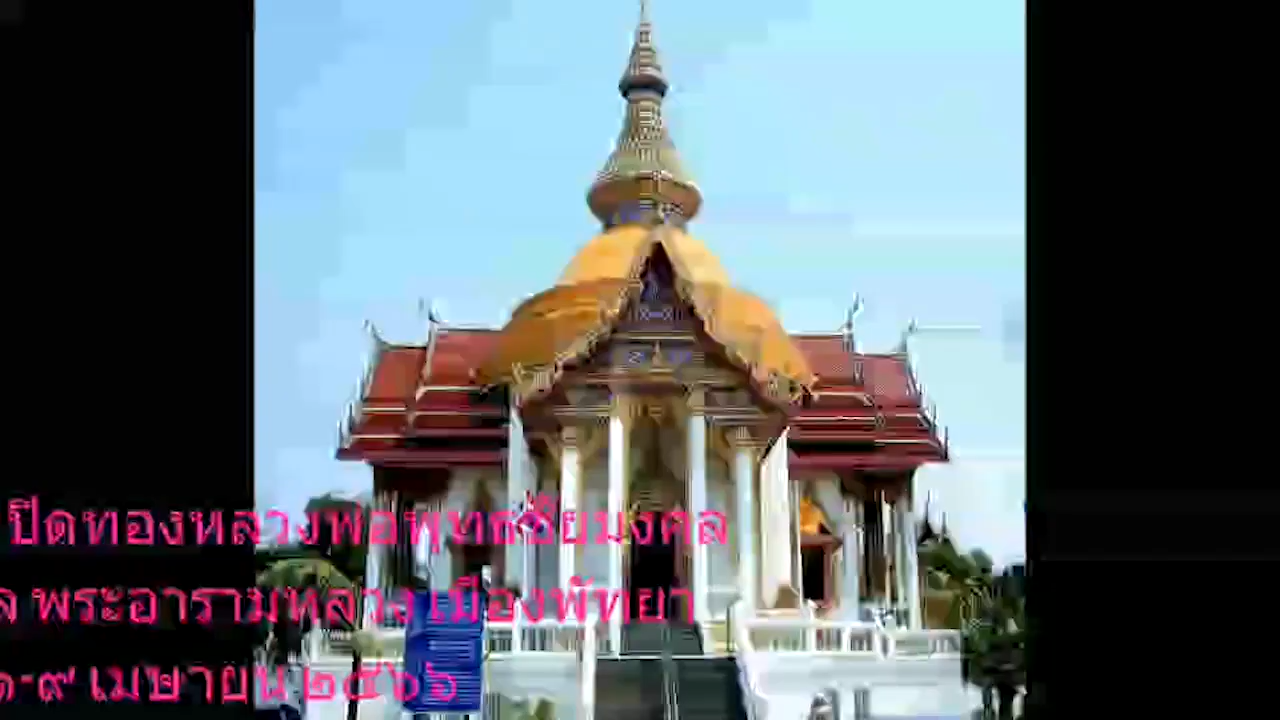 ปิดทองหลวงพ่อพุทธชัยมงคล
ล พระอารามหลวง เมืองพัทยา
๑-๙ เมษายน ๒๕๖๖